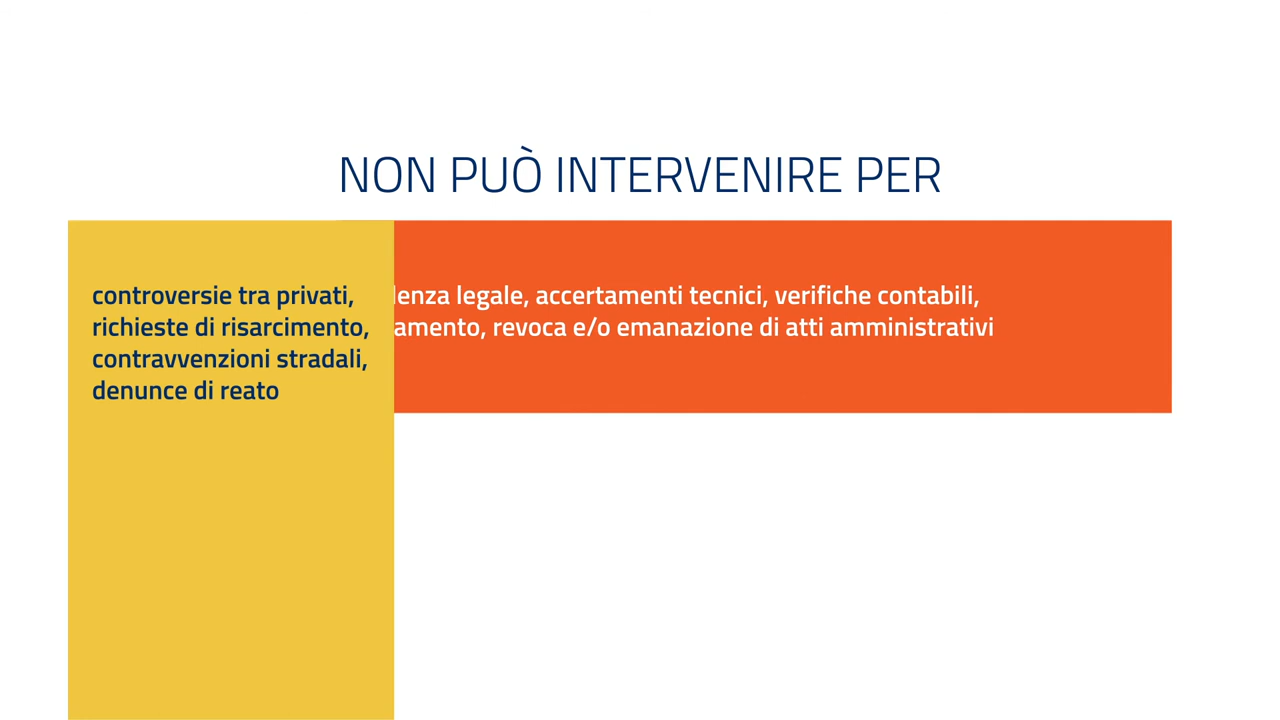 NON PUÒ INTERVENIRE PER
controversie tra privati,
richieste di risarcimento,
contravvenzioni stradali,
denunce di reato
legale, accertamenti tecnici, verifiche contabili,
revoca e/o emanazione di atti amministrativi